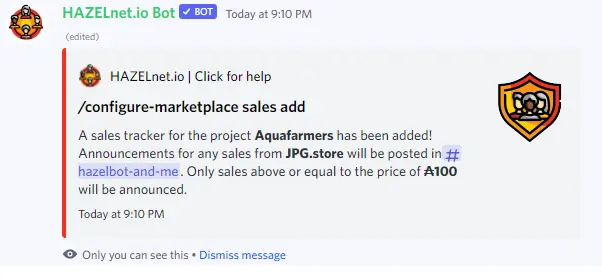 HAZELnet.io Bot ✓ BOT Today at 9:10 PM
(edited)
HAZELnet.io | Click for help
/configure-marketplace sales add
A sales tracker for the project Aquafarmers has been added!
Announcements for any sales from JPG.store will be posted in #
hazelbot-and-me. Only sales above or equal to the price of ₳100
will be announced.
Today at 9:10 PM
Only you can see this • Dismiss message